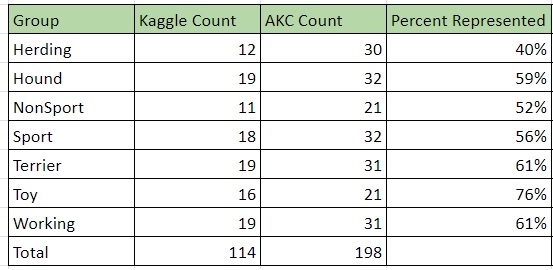 Group Kaggle Count AKC Count Percent Represented
Herding 12 30 40%
Hound 19 32 59%
NonSport 11 21 52%
Sport 18 32 56%
Terrier 19 31 61%
Toy 16 21 76%
Working 19 31 61%
Total 114 198